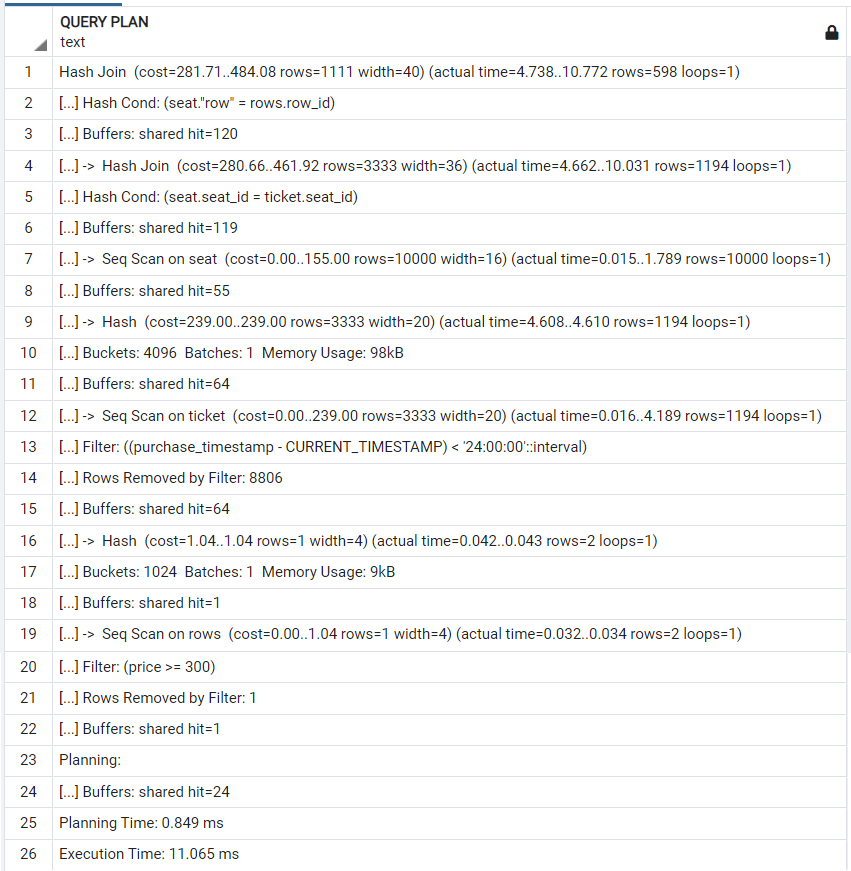 QUERY PLAN
text
1 Hash Join (cost=281.71..484.08 rows=1111 width=40) (actual time=4.738..10.772 rows=598 loops=1)
2 [...] Hash Cond: (seat."row" = rows.row_id)
3 [...] Buffers: shared hit=120
4 [...] -> Hash Join (cost=280.66..461.92 rows=3333 width=36) (actual time=4.662..10.031 rows=1194 loops=1)
5 [...] Hash Cond: (seat.seat_id = ticket.seat_id)
6 [...] Buffers: shared hit=119
7 [...] -> Seq Scan on seat (cost=0.00..155.00 rows=10000 width=16) (actual time=0.015..1.789 rows=10000 loops=1)
8 [...] Buffers: shared hit=55
9 [...] -> Hash (cost=239.00..239.00 rows=3333 width=20) (actual time=4.608..4.610 rows=1194 loops=1)
10 [...] Buckets: 4096 Batches: 1 Memory Usage: 98kB
11 [...] Buffers: shared hit=64
12 [...] -> Seq Scan on ticket (cost=0.00..239.00 rows=3333 width=20) (actual time=0.016..4.189 rows=1194 loops=1)
13 [...] Filter: ((purchase_timestamp - CURRENT_TIMESTAMP) < '24:00:00'::interval)
14 [...] Rows Removed by Filter: 8806
15 [...] Buffers: shared hit=64
16 [...] -> Hash (cost=1.04..1.04 rows=1 width=4) (actual time=0.042..0.043 rows=2 loops=1)
17 [...] Buckets: 1024 Batches: 1 Memory Usage: 9kB
18 [...] Buffers: shared hit=1
19 [...] -> Seq Scan on rows (cost=0.00..1.04 rows=1 width=4) (actual time=0.032..0.034 rows=2 loops=1)
20 [...] Filter: (price >= 300)
21 [...] Rows Removed by Filter: 1
22 [...] Buffers: shared hit=1
23 Planning:
24 [...] Buffers: shared hit=24
25 Planning Time: 0.849 ms
26 Execution Time: 11.065 ms